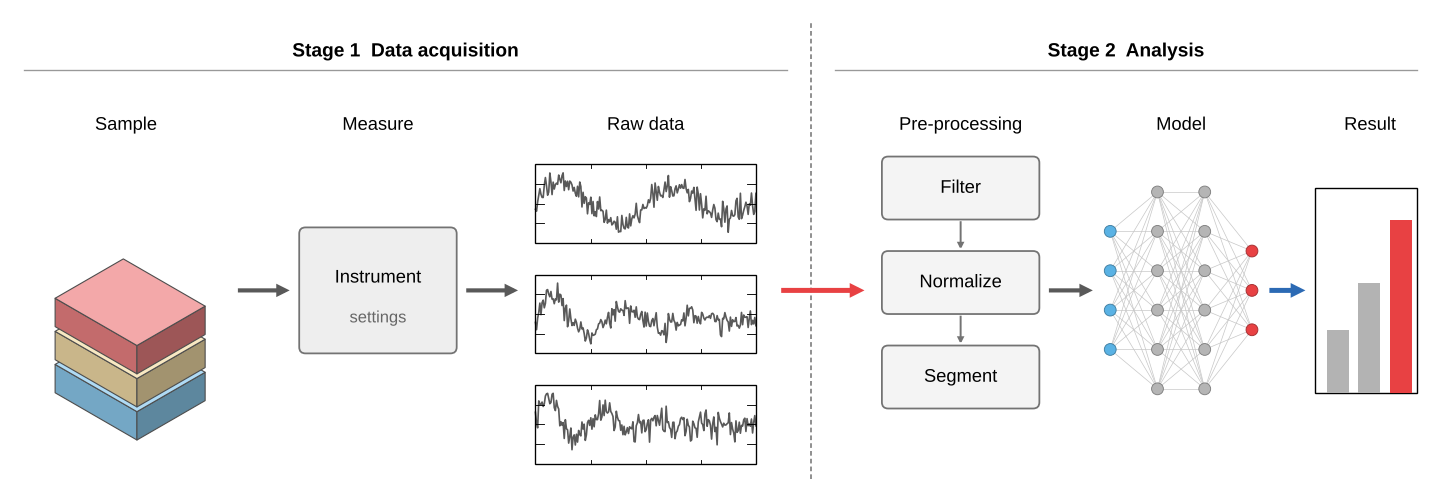 Stage 1  Data acquisition
Stage 2  Analysis
Sample
Measure
Raw data
Pre-processing
Model
Result
Instrument
settings
Filter
Normalize
Segment